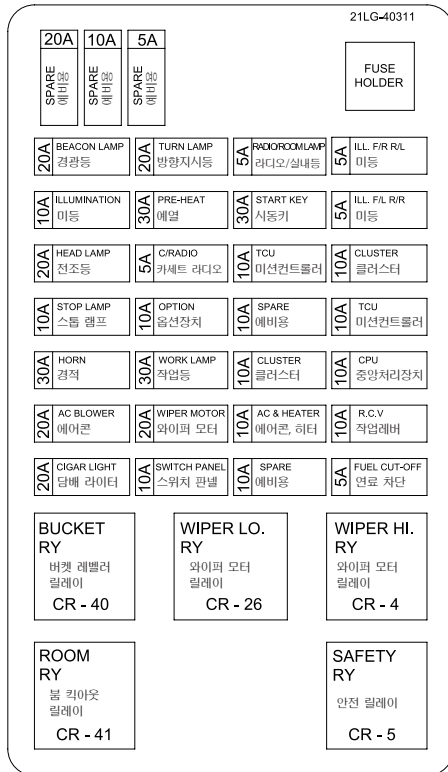 21LG-40311
20A 10A 5A
SPARE 예비용 SPARE 예비용 SPARE 예비용
FUSE
HOLDER
20A BEACON LAMP 경광등 20A TURN LAMP 방향지시등 5A RADIO/ROOM LAMP 라디오/실내등 5A ILL. F/R R/L 미등
10A ILLUMINATION 미등 30A PRE-HEAT 예열 30A START KEY 시동키 5A ILL. F/L R/R 미등
20A HEAD LAMP 전조등 5A C/RADIO 카세트 라디오 10A TCU 미션컨트롤러 10A CLUSTER 클러스터
10A STOP LAMP 스톱 램프 10A OPTION 옵션장치 10A SPARE 예비용 10A TCU 미션컨트롤러
30A HORN 경적 30A WORK LAMP 작업등 10A CLUSTER 클러스터 10A CPU 중앙처리장치
20A AC BLOWER 에어콘 20A WIPER MOTOR 와이퍼 모터 10A AC & HEATER 에어콘, 히터 10A R.C.V 작업레버
20A CIGAR LIGHT 담배 라이터 10A SWITCH PANEL 스위치 판넬 10A SPARE 예비용 5A FUEL CUT-OFF 연료 차단
BUCKET
RY
버켓 레벨러
릴레이
CR - 40
WIPER LO.
RY
와이퍼 모터
릴레이
CR - 26
WIPER HI.
RY
와이퍼 모터
릴레이
CR - 4
ROOM
RY
붐 킥아웃
릴레이
CR - 41
SAFETY
RY
안전 릴레이
CR - 5